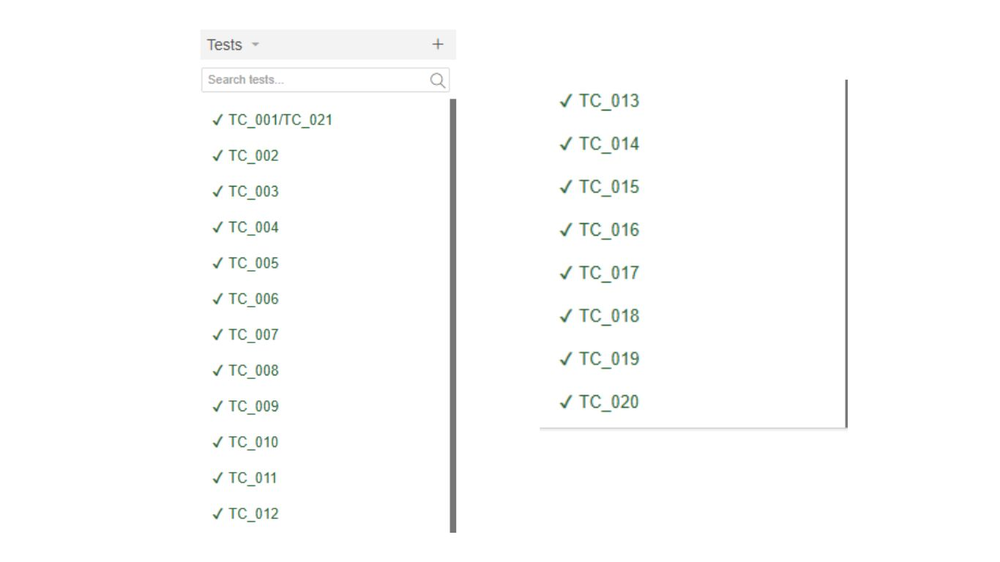 Tests
Search tests...
✓ TC_001/TC_021
✓ TC_002
✓ TC_003
✓ TC_004
✓ TC_005
✓ TC_006
✓ TC_007
✓ TC_008
✓ TC_009
✓ TC_010
✓ TC_011
✓ TC_012
✓ TC_013
✓ TC_014
✓ TC_015
✓ TC_016
✓ TC_017
✓ TC_018
✓ TC_019
✓ TC_020